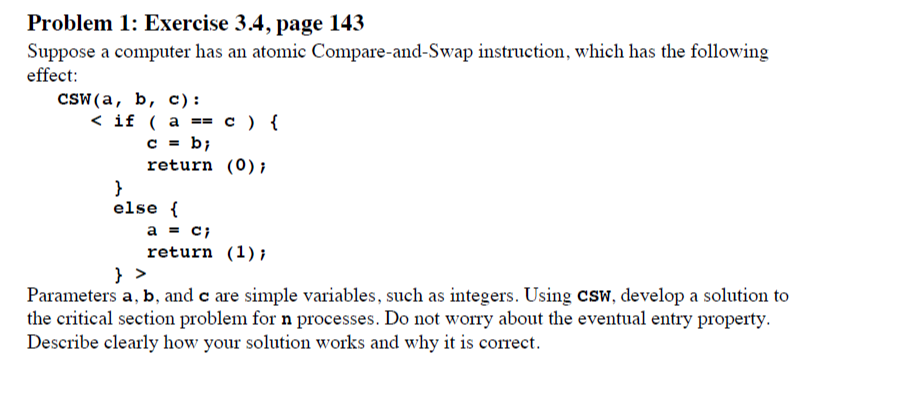 Problem 1: Exercise 3.4, page 143
Suppose a computer has an atomic Compare-and-Swap instruction, which has the following
effect:
CSW(a, b, c):
< if ( a == c ) {
c = b;
return (0);
}
else {
a = c;
return (1);
} >
Parameters a, b, and c are simple variables, such as integers. Using CSW, develop a solution to
the critical section problem for n processes. Do not worry about the eventual entry property.
Describe clearly how your solution works and why it is correct.